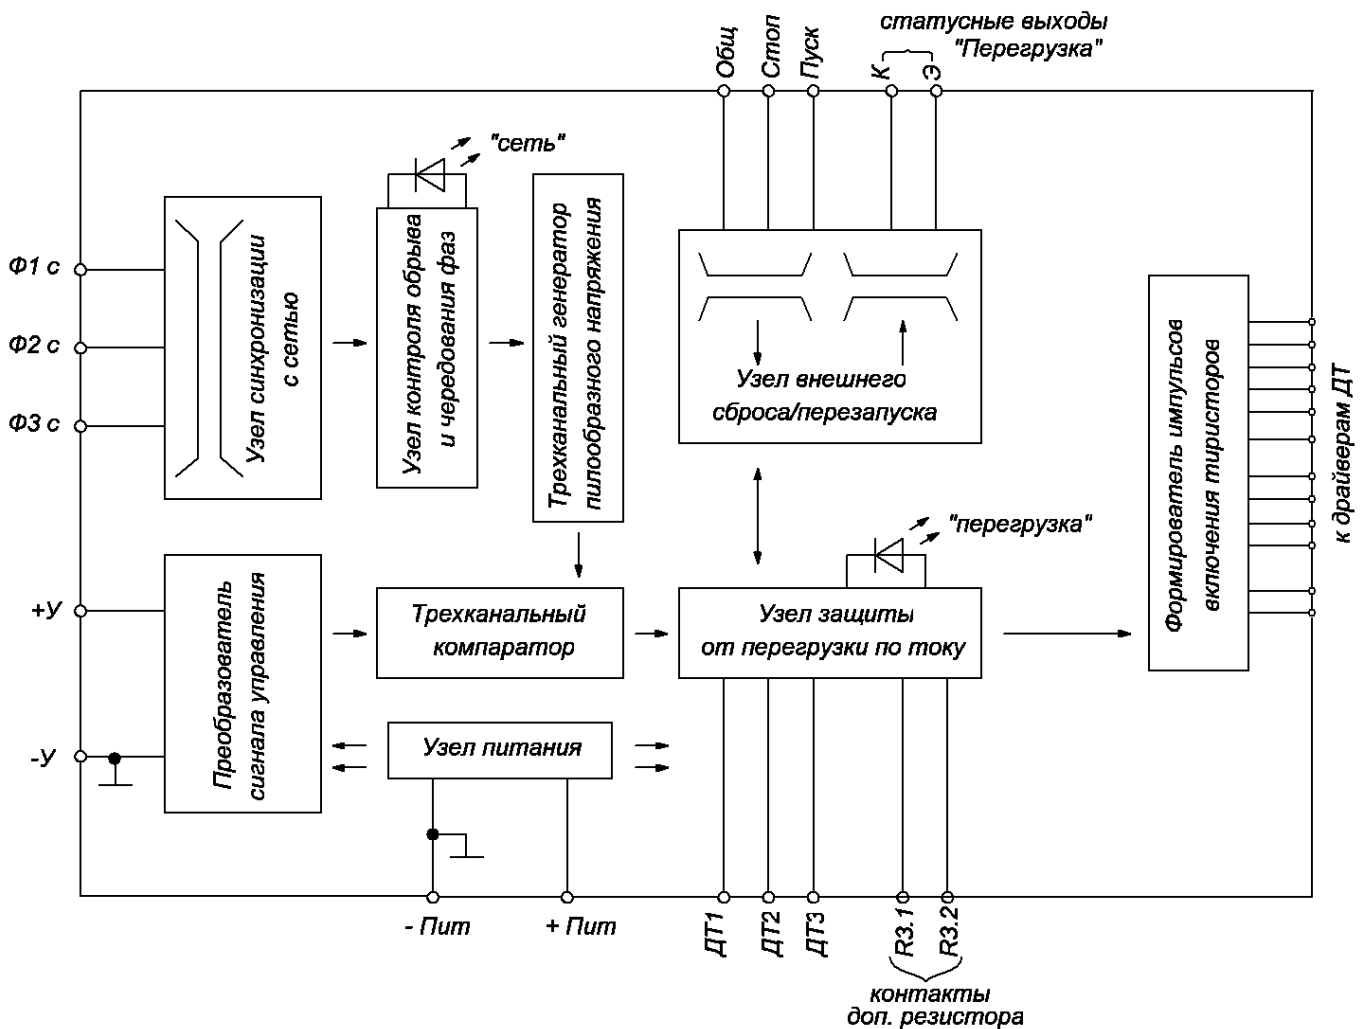 статусные выходы
"Перегрузка"
Общ
Стоп
Пуск
К
Э
"сеть"
Ф1 с
Ф2 с
Ф3 с
Узел синхронизации
с сетью
Узел контроля обрыва
и чередования фаз
Трехканальный генератор
пилообразного напряжения
Узел внешнего
сброса/перезапуска
Формирователь импульсов
включения тиристоров
к драйверам ДТ
"перегрузка"
+У
-У
Преобразователь
сигнала управления
Трехканальный
компаратор
Узел защиты
от перегрузки по току
Узел питания
- Пит
+ Пит
ДТ1
ДТ2
ДТ3
R3.1
R3.2
контакты
доп. резистора